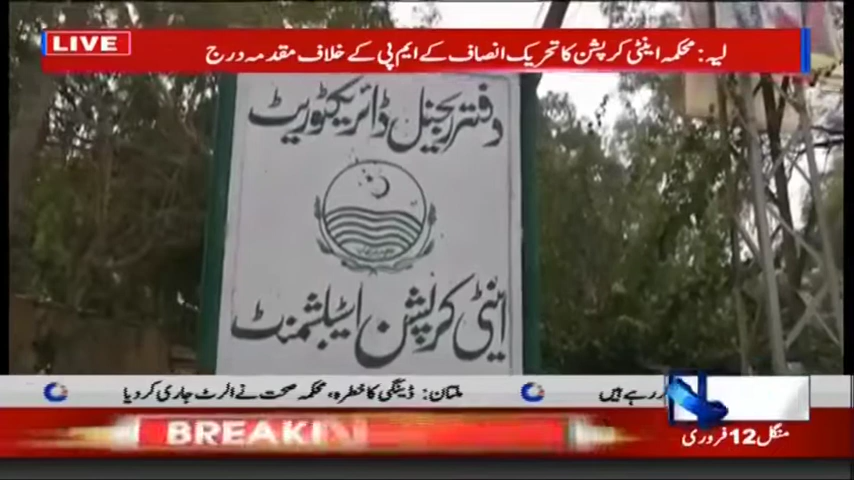 LIVE
لیہ: محکمہ اینٹی کرپشن کا تحریک انصاف کے ایم پی کے خلاف مقدمہ درج
دفتر ریجنل ڈائریکٹوریٹ
اینٹی کرپشن اسٹیبلشمنٹ
ملتان: ڈینگی کا خطرہ، محکمہ صحت نے الرٹ جاری کر دیا
رہے ہیں
BREAKIN
منگل 12 فروری